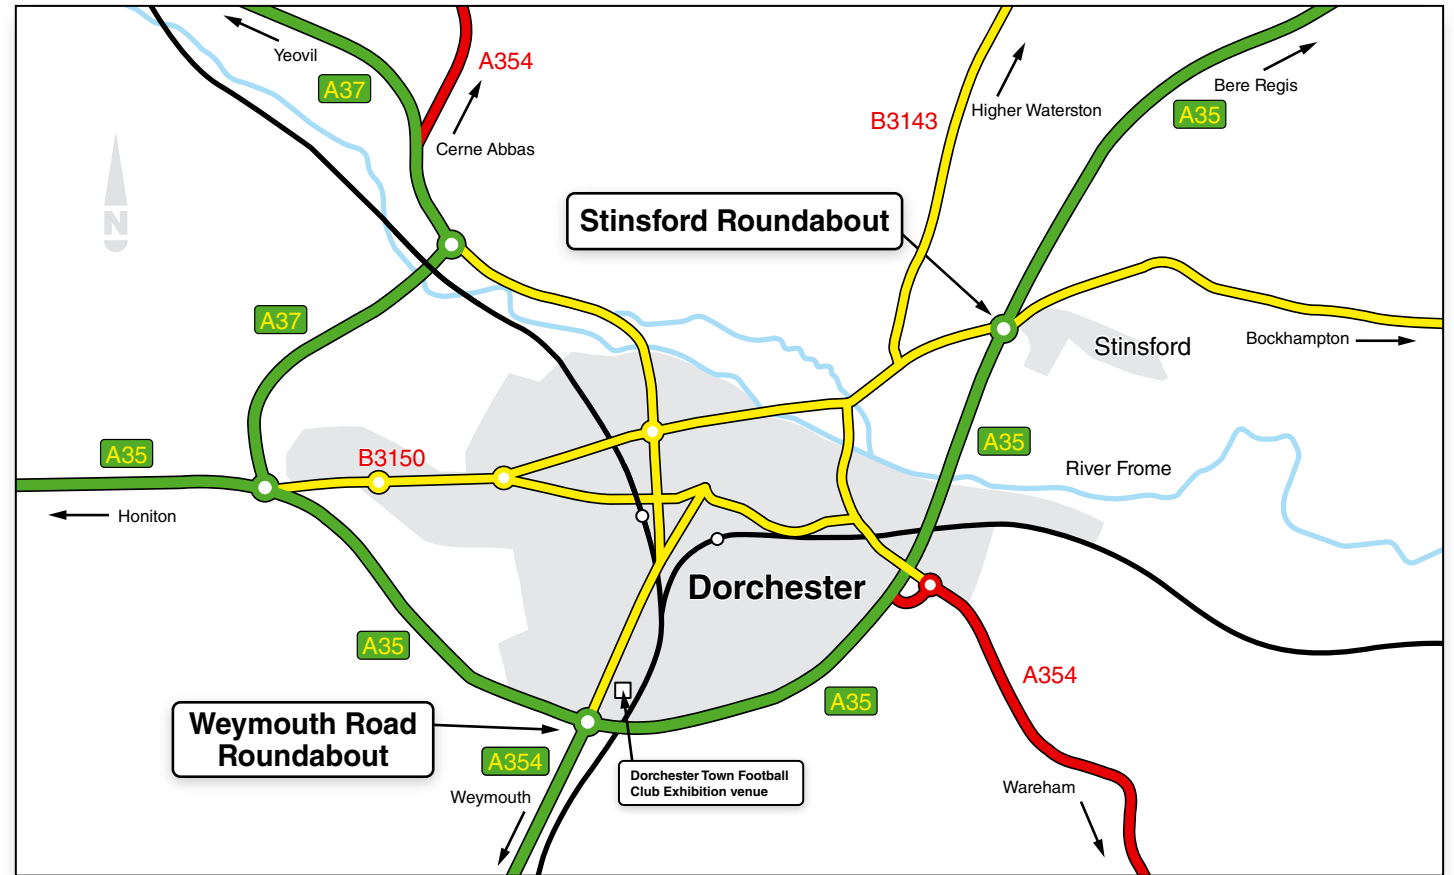 Yeovil
A37
A354
Cerne Abbas
B3143
Higher Waterston
Bere Regis
A35
N
Stinsford Roundabout
A37
Stinsford
Bockhampton
A35
B3150
A35
River Frome
Honiton
Dorchester
A35
A354
A35
Weymouth Road
Roundabout
A354
Weymouth
Dorchester Town Football
Club Exhibition venue
Wareham